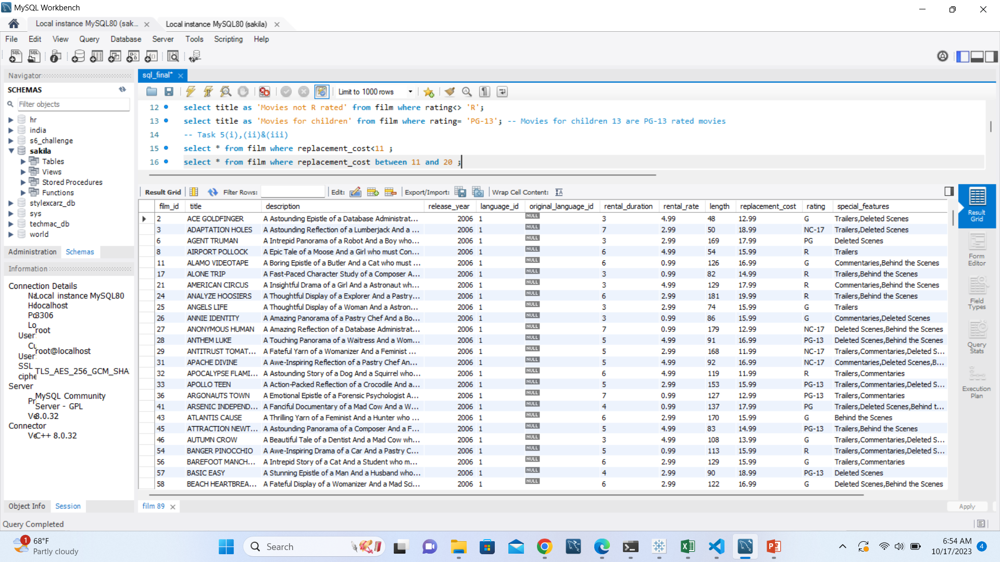 MySQL Workbench
Local instance MySQL80 (sak...
Local instance MySQL80 (sakila)
File Edit View Query Database Server Tools Scripting Help
Navigator
SCHEMAS
Filter objects
hr
india
s6_challenge
sakila
Tables
Views
Stored Procedures
Functions
stylexcarz_db
sys
techmac_db
world
Administration Schemas
Information
Connection Details
Local instance MySQL80
localhost
3306
root
User
root@localhost
User
SSL
TLS_AES_256_GCM_SHA
ciphe
Server
MySQL Community
Server - GPL
8.0.32
Connector
C++ 8.0.32
Object Info Session
Query Completed
sql_final*
Limit to 1000 rows
12 select title as 'Movies not R rated' from film where rating<> 'R';
13 select title as 'Movies for children' from film where rating= 'PG-13'; -- Movies for children 13 are PG-13 rated movies
14 -- Task 5(i),(ii)&(iii)
15 select * from film where replacement_cost<11 ;
16 select * from film where replacement_cost between 11 and 20 ;
Result Grid Filter Rows: Edit: Export/Import: Wrap Cell Content:
film_id title description release_year language_id original_language_id rental_duration rental_rate length replacement_cost rating special_features
2 ACE GOLDFINGER A Astounding Epistle of a Database Administrat... 2006 1 NULL 3 4.99 48 12.99 G Trailers,Deleted Scenes
3 ADAPTATION HOLES A Astounding Reflection of a Lumberjack And a ... 2006 1 NULL 7 2.99 50 18.99 NC-17 Trailers,Deleted Scenes
6 AGENT TRUMAN A Intrepid Panorama of a Robot And a Boy who... 2006 1 NULL 3 2.99 169 17.99 PG Deleted Scenes
8 AIRPORT POLLOCK A Epic Tale of a Moose And a Girl who must Con... 2006 1 NULL 6 4.99 54 15.99 R Trailers
11 ALAMO VIDEOTAPE A Boring Epistle of a Butler And a Cat who must ... 2006 1 NULL 6 0.99 126 16.99 G Commentaries,Behind the Scenes
17 ALONE TRIP A Fast-Paced Character Study of a Composer A... 2006 1 NULL 3 0.99 82 14.99 R Trailers,Behind the Scenes
21 AMERICAN CIRCUS A Insightful Drama of a Girl And a Astronaut wh... 2006 1 NULL 3 4.99 129 17.99 R Commentaries,Behind the Scenes
24 ANALYZE HOOSIERS A Thoughtful Display of a Explorer And a Pastry... 2006 1 NULL 6 2.99 181 19.99 R Trailers,Behind the Scenes
25 ANGELS LIFE A Thoughtful Display of a Woman And a Astron... 2006 1 NULL 3 2.99 74 15.99 G Trailers
26 ANNIE IDENTITY A Amazing Panorama of a Pastry Chef And a Bo... 2006 1 NULL 3 0.99 86 15.99 G Commentaries,Deleted Scenes
27 ANONYMOUS HUMAN A Amazing Reflection of a Database Administrat... 2006 1 NULL 7 0.99 179 12.99 NC-17 Deleted Scenes,Behind the Scenes
28 ANTHEM LUKE A Touching Panorama of a Waitress And a Wom... 2006 1 NULL 5 4.99 91 16.99 PG-13 Deleted Scenes,Behind the Scenes
29 ANTITRUST TOMAT... A Fateful Yarn of a Womanizer And a Feminist ... 2006 1 NULL 5 2.99 168 11.99 NC-17 Trailers,Commentaries,Deleted S...
31 APACHE DIVINE A Awe-Inspiring Reflection of a Pastry Chef An... 2006 1 NULL 5 4.99 92 16.99 NC-17 Commentaries,Deleted Scenes,B...
32 APOCALYPSE FLAMI... A Astounding Story of a Dog And a Squirrel who... 2006 1 NULL 6 4.99 119 11.99 R Trailers,Commentaries
33 APOLLO TEEN A Action-Packed Reflection of a Crocodile And a... 2006 1 NULL 5 2.99 153 15.99 PG-13 Trailers,Commentaries,Deleted S...
36 ARGONAUTS TOWN A Emotional Epistle of a Forensic Psychologist A... 2006 1 NULL 7 0.99 127 12.99 PG-13 Trailers,Commentaries
41 ARSENIC INDEPEND... A Fanciful Documentary of a Mad Cow And a W... 2006 1 NULL 4 0.99 137 17.99 PG Trailers,Deleted Scenes,Behind t...
43 ATLANTIS CAUSE A Thrilling Yarn of a Feminist And a Hunter who ... 2006 1 NULL 6 2.99 170 15.99 G Behind the Scenes
45 ATTRACTION NEWT... A Astounding Panorama of a Composer And a F... 2006 1 NULL 5 4.99 83 14.99 PG-13 Trailers,Behind the Scenes
46 AUTUMN CROW A Beautiful Tale of a Dentist And a Mad Cow wh... 2006 1 NULL 3 4.99 108 13.99 G Trailers,Commentaries,Deleted S...
54 BANGER PINOCCHIO A Awe-Inspiring Drama of a Car And a Pastry C... 2006 1 NULL 5 0.99 113 15.99 R Trailers,Commentaries,Deleted S...
56 BAREFOOT MANCH... A Intrepid Story of a Cat And a Student who m... 2006 1 NULL 6 2.99 129 15.99 G Trailers,Commentaries
57 BASIC EASY A Stunning Epistle of a Man And a Husband who... 2006 1 NULL 4 2.99 90 18.99 PG-13 Deleted Scenes
58 BEACH HEARTBREA... A Fateful Display of a Womanizer And a Mad Sci... 2006 1 NULL 6 2.99 122 16.99 G Deleted Scenes,Behind the Scenes
Result
Grid
Form
Editor
Field
Types
Query
Stats
Execution
Plan
film 89
Apply
1
68°F
Partly cloudy
Search
6:54 AM
10/17/2023
4